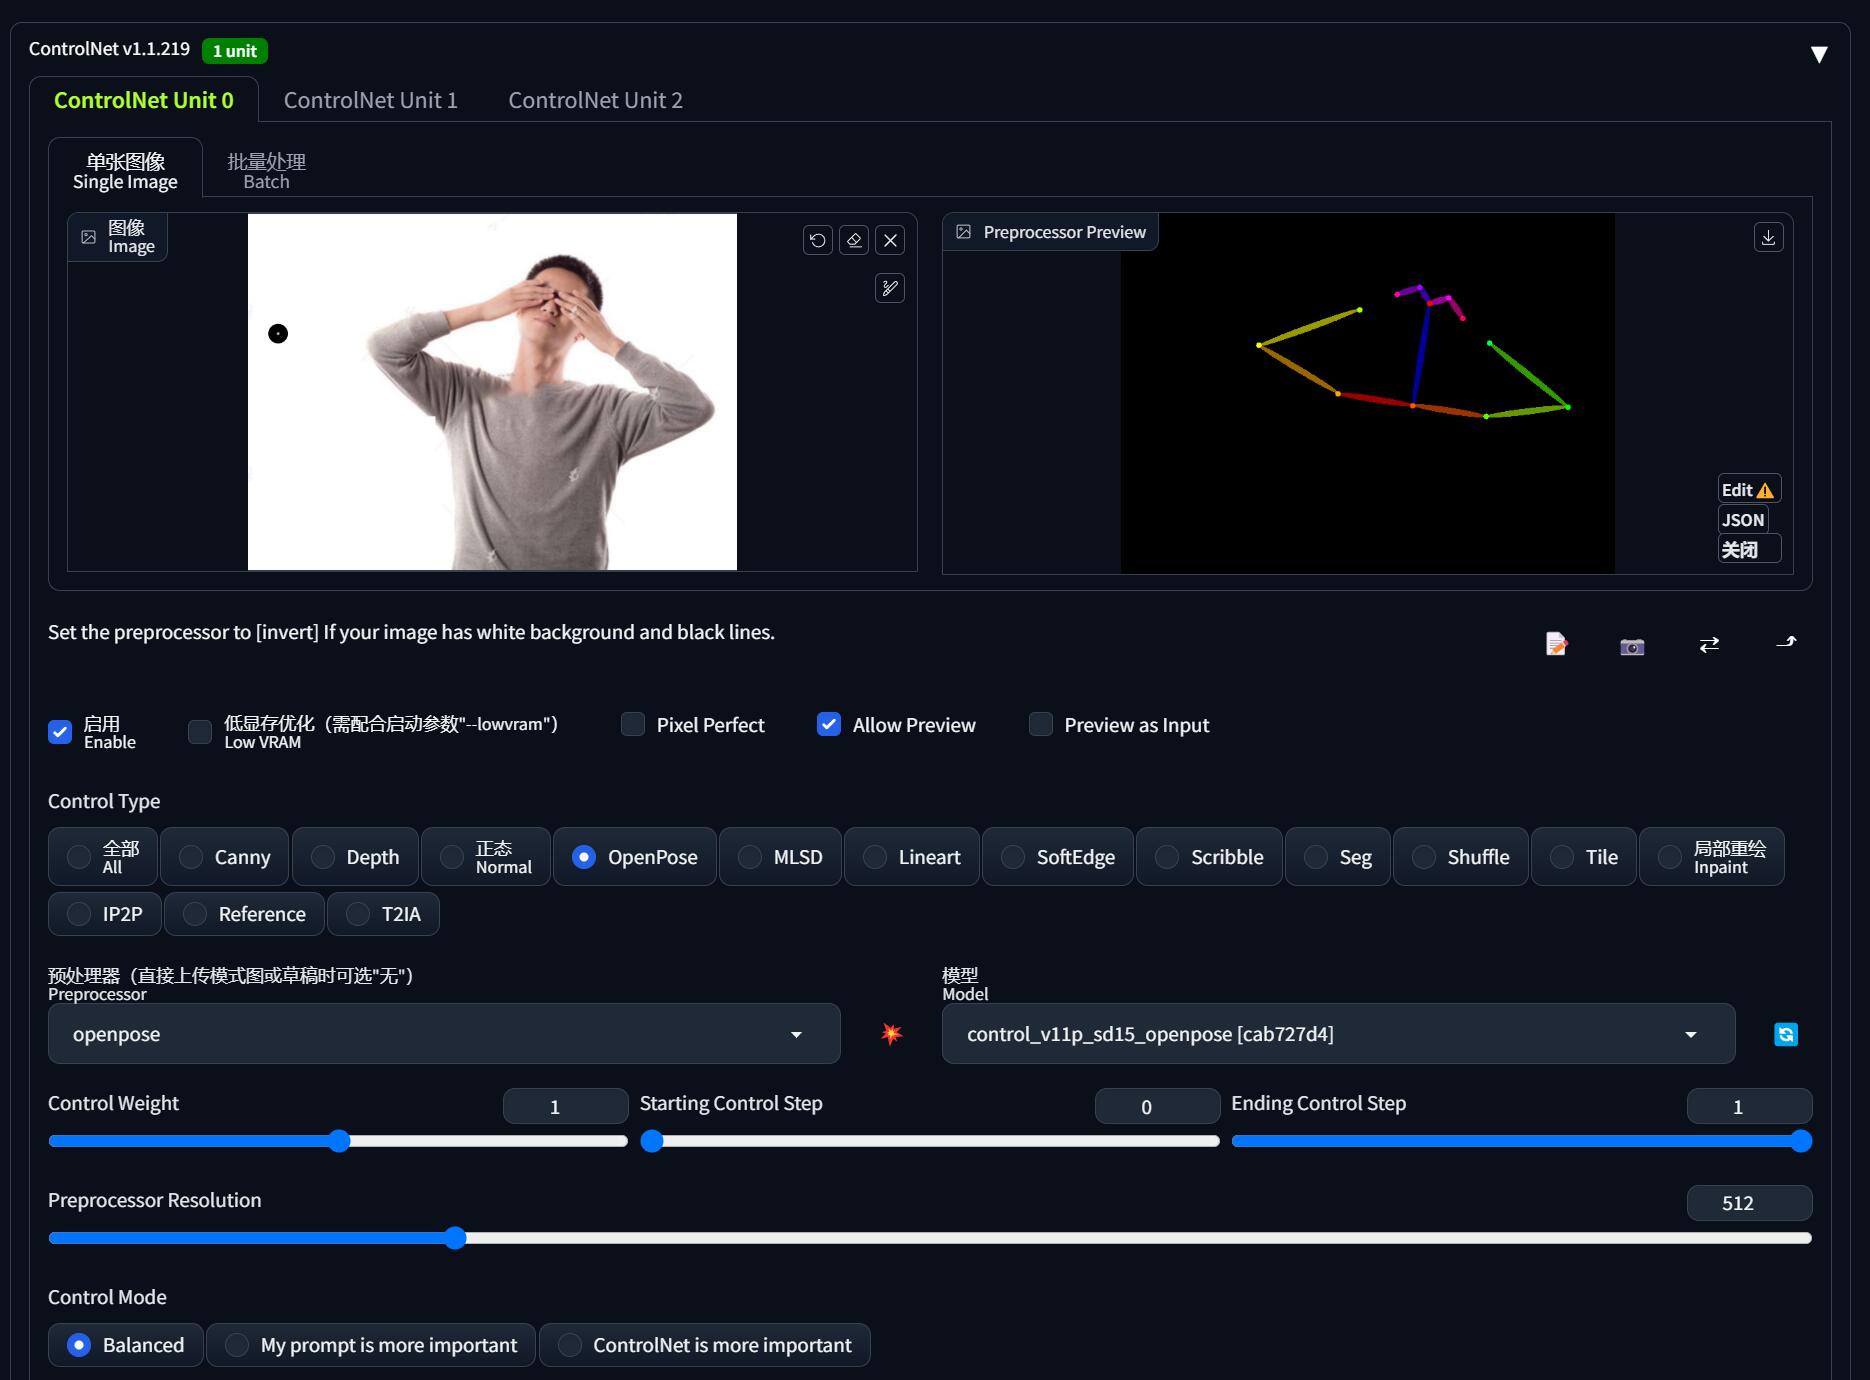 ControlNet v1.1.219 1 unit ▼
ControlNet Unit 0 ControlNet Unit 1 ControlNet Unit 2
单张图像 批量处理
Single Image Batch
图像
Image
Preprocessor Preview
Edit⚠️
JSON
关闭
Set the preprocessor to [invert] If your image has white background and black lines.
启用
Enable
低显存优化（需配合启动参数"--lowvram"）
Low VRAM
Pixel Perfect
Allow Preview
Preview as Input
Control Type
全部
All
Canny
Depth
正态
Normal
OpenPose
MLSD
Lineart
SoftEdge
Scribble
Seg
Shuffle
Tile
局部重绘
Inpaint
IP2P
Reference
T2IA
预处理器（直接上传模式图或草稿时可选"无"）
Preprocessor
openpose
模型
Model
control_v11p_sd15_openpose [cab727d4]
Control Weight 1
Starting Control Step 0
Ending Control Step 1
Preprocessor Resolution 512
Control Mode
Balanced
My prompt is more important
ControlNet is more important